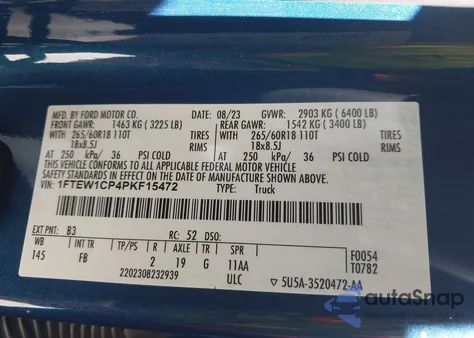 MFD. BY FORD MOTOR CO. 08/23 GVWR: 2903 KG ( 6400 LB)
FRONT GAWR: 1463 KG ( 3225 LB) REAR GAWR: 1542 KG ( 3400 LB)
WITH WITH
265/60R18 110T TIRES 265/60R18 110T TIRES
18x8.5J RIMS 18x8.5J RIMS
AT 250 kPa/ 36 PSI COLD AT 250 kPa/ 36 PSI COLD
THIS VEHICLE CONFORMS TO ALL APPLICABLE FEDERAL MOTOR VEHICLE
SAFETY STANDARDS IN EFFECT ON THE DATE OF MANUFACTURE SHOWN ABOVE.
VIN: 1FTEW1CP4PKF15472 TYPE: Truck
EXT PNT: B3 RC: 52 DSO:
WB INT TR TP/PS R AXLE TR SPR F0054
145 FB 2 19 G 11AA T0782
2202308232939 ULC
5U5A-3520472-AA
autoSnap